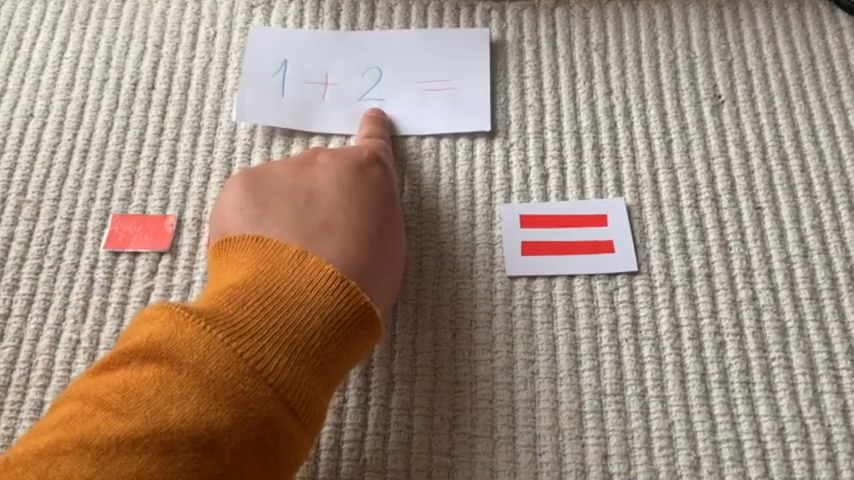 1 + 2 =
=